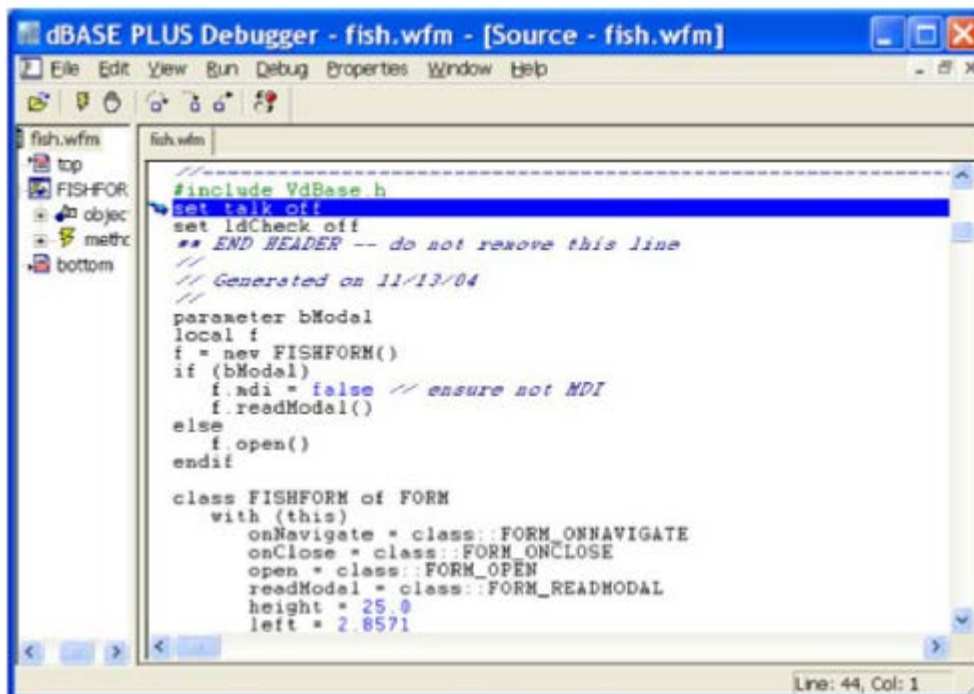 dBASE PLUS Debugger - fish.wfm - [Source - fish.wfm]
File Edit View Run Debug Properties Window Help
fish.wfm
top
FISHFOR
objec
metho
bottom
fish.wfm
//--------------------------------------------------------------
#include VdBase.h
set talk off
set ldCheck off
** END HEADER -- do not remove this line
//
// Generated on 11/13/04
//
parameter bModal
local f
f = new FISHFORM()
if (bModal)
f.mdi = false // ensure not MDI
f.readModal()
else
f.open()
endif
class FISHFORM of FORM
with (this)
onNavigate = class::FORM_ONNAVIGATE
onClose = class::FORM_ONCLOSE
open = class::FORM_OPEN
readModal = class::FORM_READMODAL
height = 25.0
left = 2.8571
Line: 44, Col: 1